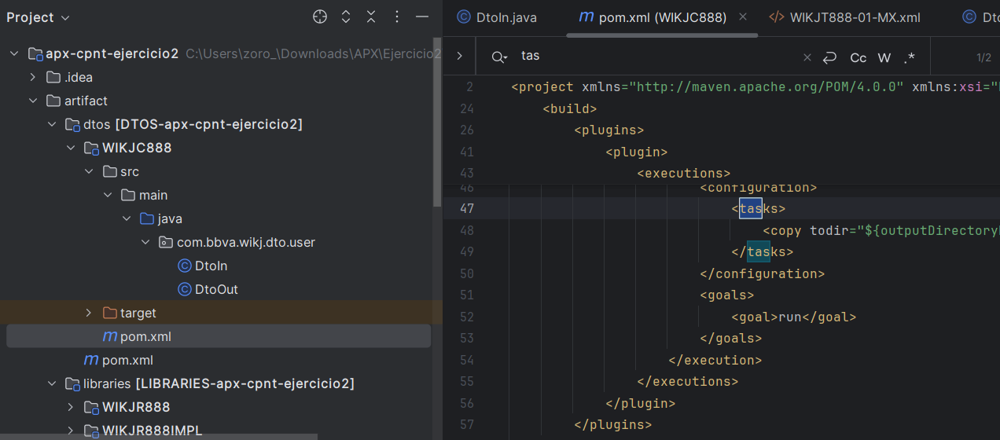 Project
apx-cpnt-ejercicio2 C:\Users\zoro_\Downloads\APX\Ejercicio2
.idea
artifact
dtos [DTOS-apx-cpnt-ejercicio2]
WIKJC888
src
main
java
com.bbva.wikj.dto.user
DtoIn
DtoOut
target
pom.xml
pom.xml
libraries [LIBRARIES-apx-cpnt-ejercicio2]
WIKJR888
WIKJR888IMPL
DtoIn.java
pom.xml (WIKJC888)
WIKJT888-01-MX.xml
Dto
tas
Cc W .*
1/2
2 <project xmlns="http://maven.apache.org/POM/4.0.0" xmlns:xsi="
24 <build>
26 <plugins>
41 <plugin>
43 <executions>
46 <configuration>
47 <tasks>
48 <copy todir="${outputDirectory
49 </tasks>
50 </configuration>
51 <goals>
52 <goal>run</goal>
53 </goals>
54 </execution>
55 </executions>
56 </plugin>
57 </plugins>